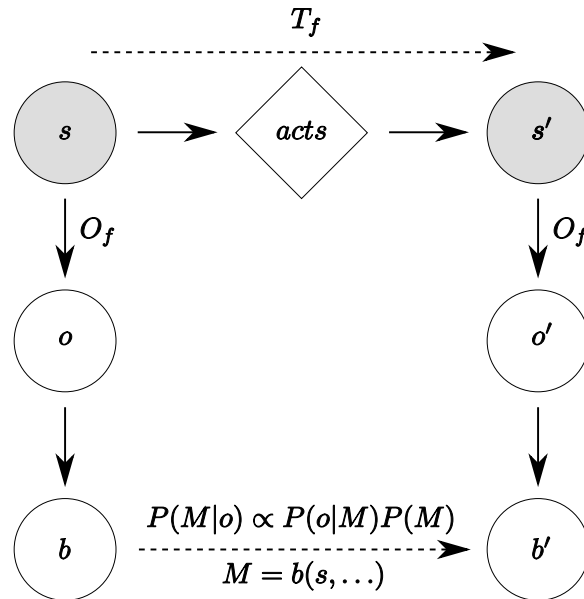 T_f
s
acts
s′
O_f
O_f
o
o′
P(M|o) ∝ P(o|M)P(M)
b
b′
M = b(s, …)